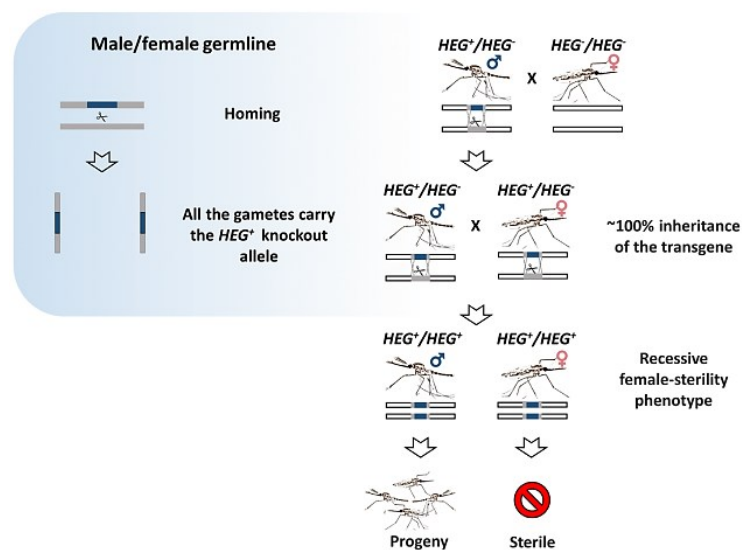 Male/female germline
Homing
All the gametes carry
the HEG⁺ knockout
allele
HEG⁺/HEG⁻
HEG⁻/HEG⁻
♂
X
♀
HEG⁺/HEG⁻
HEG⁺/HEG⁻
♂
X
♀
~100% inheritance
of the transgene
HEG⁺/HEG⁺
HEG⁺/HEG⁺
♂
♀
Recessive
female-sterility
phenotype
Progeny
Sterile